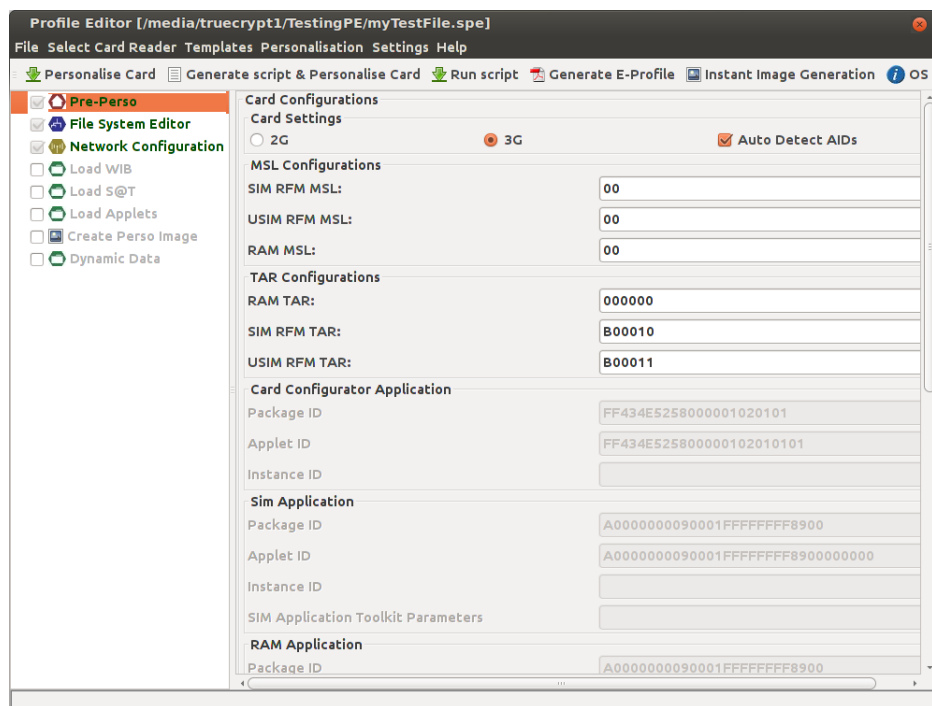 Profile Editor [/media/truecrypt1/TestingPE/myTestFile.spe]
File Select Card Reader Templates Personalisation Settings Help
Personalise Card Generate script & Personalise Card Run script Generate E-Profile Instant Image Generation OS
Pre-Perso
File System Editor
Network Configuration
Load WIB
Load S@T
Load Applets
Create Perso Image
Dynamic Data
Card Configurations
Card Settings
2G 3G Auto Detect AIDs
MSL Configurations
SIM RFM MSL: 00
USIM RFM MSL: 00
RAM MSL: 00
TAR Configurations
RAM TAR: 000000
SIM RFM TAR: B00010
USIM RFM TAR: B00011
Card Configurator Application
Package ID FF434E5258000001020101
Applet ID FF434E525800000102010101
Instance ID
Sim Application
Package ID A0000000090001FFFFFFFF8900
Applet ID A0000000090001FFFFFFFF8900000000
Instance ID
SIM Application Toolkit Parameters
RAM Application
Package ID A0000000090001FFFFFFFF8900